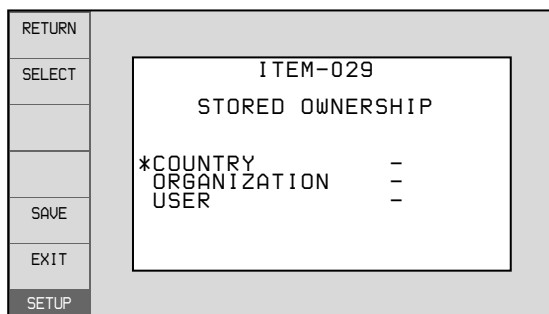 RETURN
SELECT
SAVE
EXIT
SETUP
ITEM-029
STORED OWNERSHIP
*COUNTRY -
ORGANIZATION -
USER -